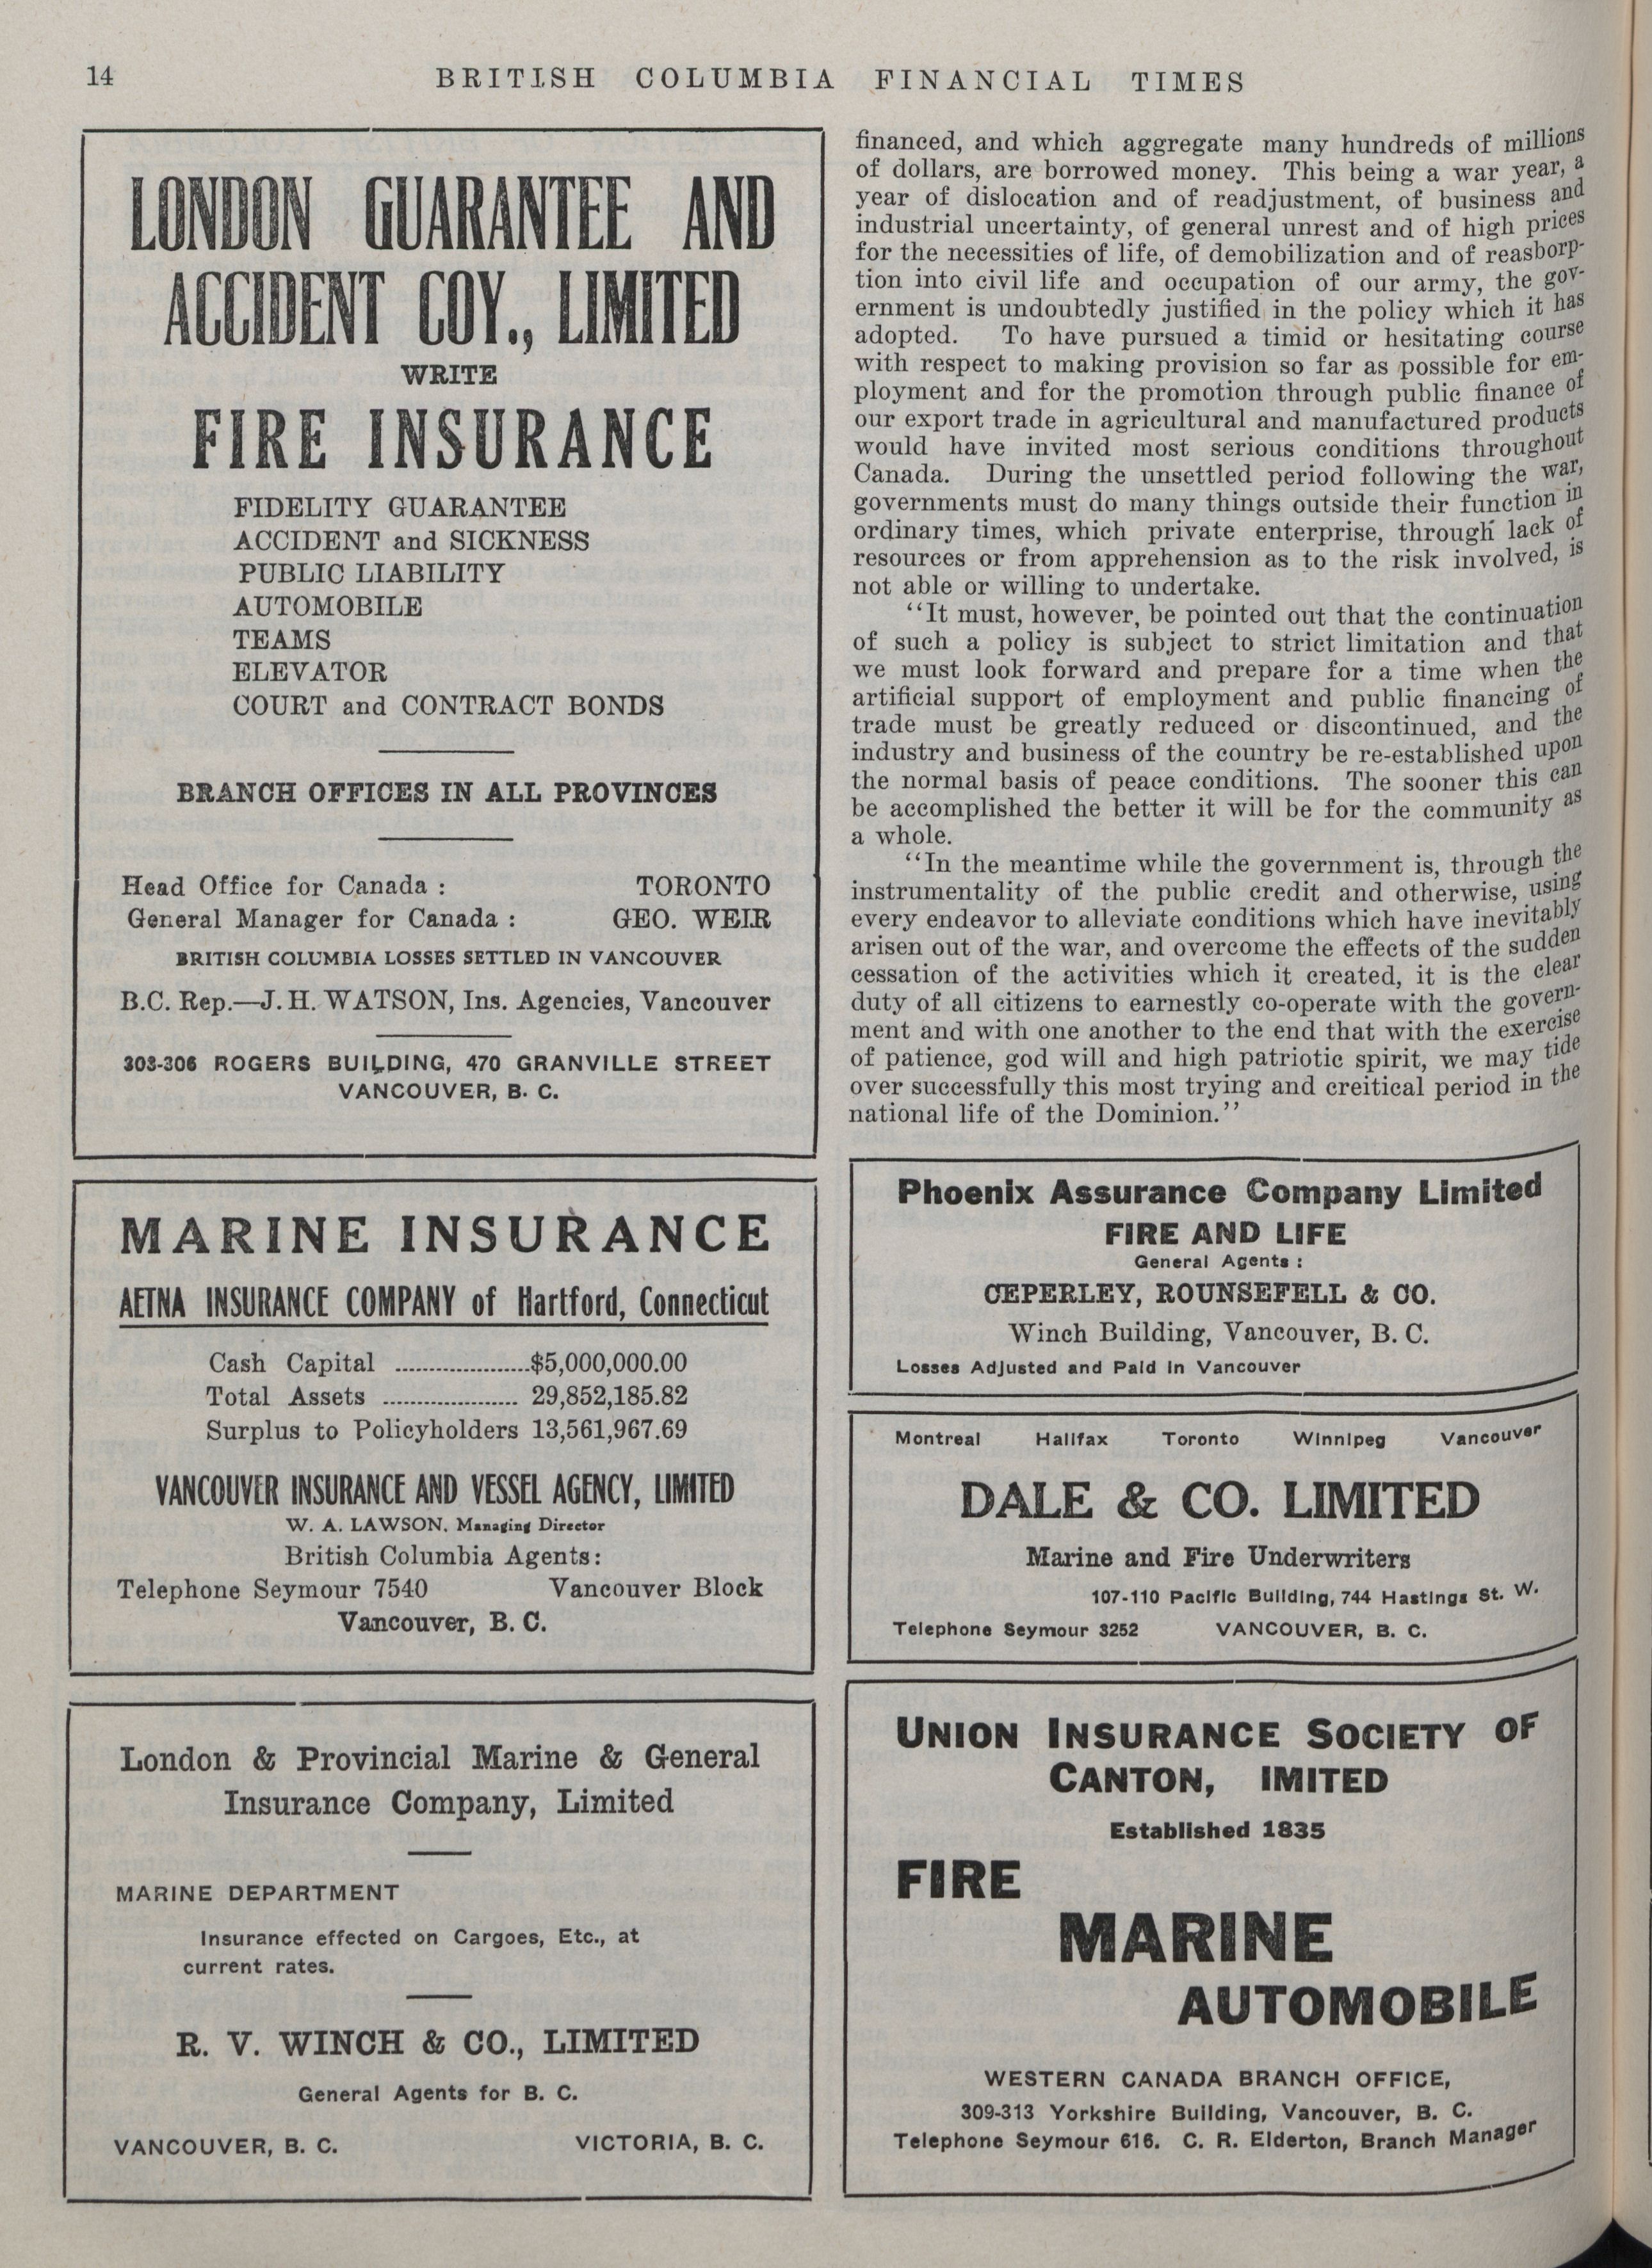 14
BRITISH COLUMBIA FINANCIAL TIMES
LONDON GUARANTEE AND
ACCIDENT COY., LIMITED
WRITE
FIRE INSURANCE
FIDELITY GUARANTEE
ACCIDENT and SICKNESS
PUBLIC LIABILITY
AUTOMOBILE
TEAMS
ELEVATOR
COURT and CONTRACT BONDS
BRANCH OFFICES IN ALL PROVINCES
Head Office for Canada : TORONTO
General Manager for Canada : GEO. WEIR
BRITISH COLUMBIA LOSSES SETTLED IN VANCOUVER
B.C. Rep.—J. H. WATSON, Ins. Agencies, Vancouver
303-306 ROGERS BUILDING, 470 GRANVILLE STREET
VANCOUVER, B. C.
MARINE INSURANCE
AETNA INSURANCE COMPANY of Hartford, Connecticut
Cash Capital ....................$5,000,000.00
Total Assets .................... 29,852,185.82
Surplus to Policyholders 13,561,967.69
VANCOUVER INSURANCE AND VESSEL AGENCY, LIMITED
W. A. LAWSON, Managing Director
British Columbia Agents:
Telephone Seymour 7540 Vancouver Block
Vancouver, B. C.
London & Provincial Marine & General
Insurance Company, Limited
MARINE DEPARTMENT
Insurance effected on Cargoes, Etc., at
current rates.
R. V. WINCH & CO., LIMITED
General Agents for B. C.
VANCOUVER, B. C. VICTORIA, B. C.
financed, and which aggregate many hundreds of millions
of dollars, are borrowed money. This being a war year, a
year of dislocation and of readjustment, of business and
industrial uncertainty, of general unrest and of high prices
for the necessities of life, of demobilization and of reasborp-
tion into civil life and occupation of our army, the gov-
ernment is undoubtedly justified in the policy which it has
adopted. To have pursued a timid or hesitating course
with respect to making provision so far as possible for em-
ployment and for the promotion through public finance of
our export trade in agricultural and manufactured products
would have invited most serious conditions throughout
Canada. During the unsettled period following the war,
governments must do many things outside their function in
ordinary times, which private enterprise, through lack of
resources or from apprehension as to the risk involved, is
not able or willing to undertake.
"It must, however, be pointed out that the continuation
of such a policy is subject to strict limitation and that
we must look forward and prepare for a time when the
artificial support of employment and public financing of
trade must be greatly reduced or discontinued, and the
industry and business of the country be re-established upon
the normal basis of peace conditions. The sooner this can
be accomplished the better it will be for the community as
a whole.
"In the meantime while the government is, through the
instrumentality of the public credit and otherwise, using
every endeavor to alleviate conditions which have inevitably
arisen out of the war, and overcome the effects of the sudden
cessation of the activities which it created, it is the clear
duty of all citizens to earnestly co-operate with the govern-
ment and with one another to the end that with the exercise
of patience, god will and high patriotic spirit, we may tide
over successfully this most trying and creitical period in the
national life of the Dominion."
Phoenix Assurance Company Limited
FIRE AND LIFE
General Agents :
CEPERLEY, ROUNSEFELL & CO.
Winch Building, Vancouver, B. C.
Losses Adjusted and Paid in Vancouver
Montreal Halifax Toronto Winnipeg Vancouver
DALE & CO. LIMITED
Marine and Fire Underwriters
107-110 Pacific Building, 744 Hastings St. W.
Telephone Seymour 3252 VANCOUVER, B. C.
UNION INSURANCE SOCIETY OF
CANTON, IMITED
Established 1835
FIRE
MARINE
AUTOMOBILE
WESTERN CANADA BRANCH OFFICE,
309-313 Yorkshire Building, Vancouver, B. C.
Telephone Seymour 616. C. R. Elderton, Branch Manager